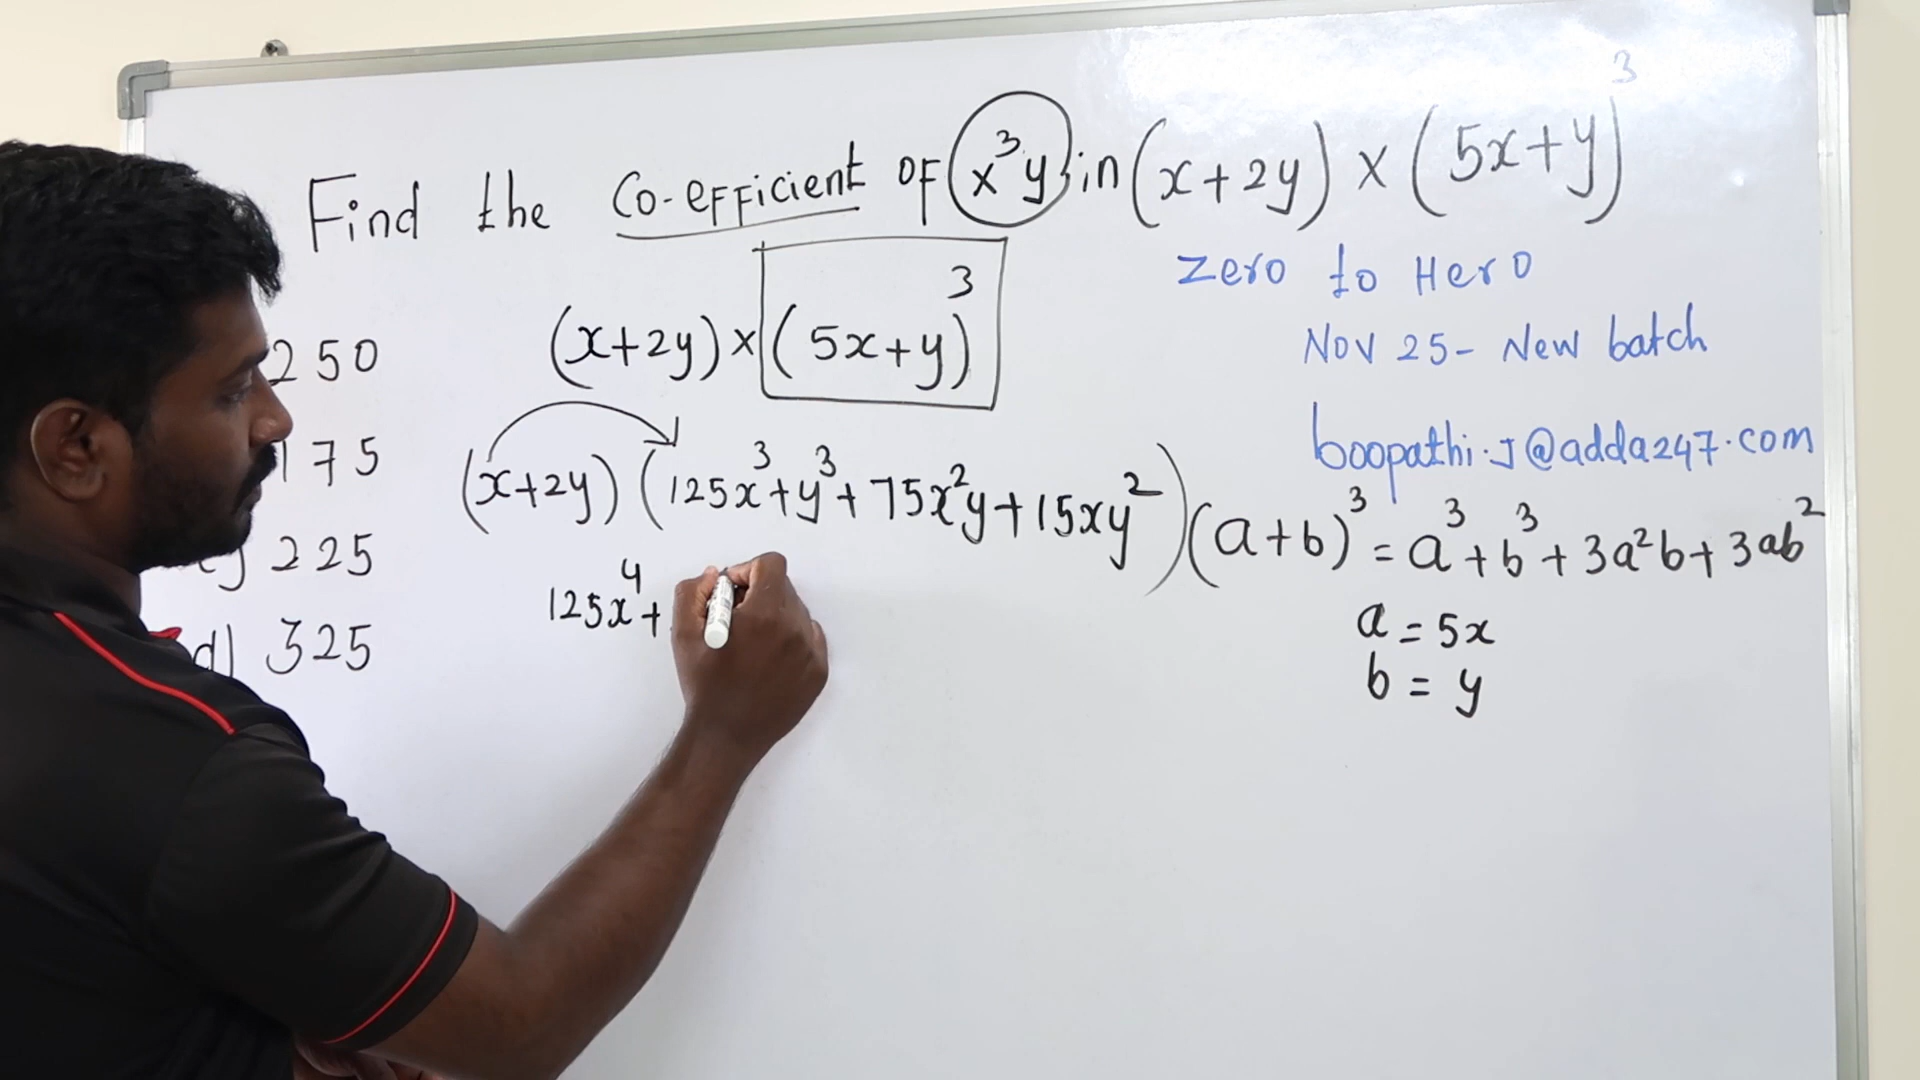 Find the Co-efficient of x³y in (x+2y) × (5x+y)³
Zero to Hero
(x+2y) × (5x+y)³
Nov 25 - New batch
250
boopathi.J@adda247.com
(x+2y) (125x³+y³+75x²y+15xy²)
175
(a+b)³ = a³+b³+3a²b+3ab²
225
125x⁴+
a = 5x
d) 325
b = y